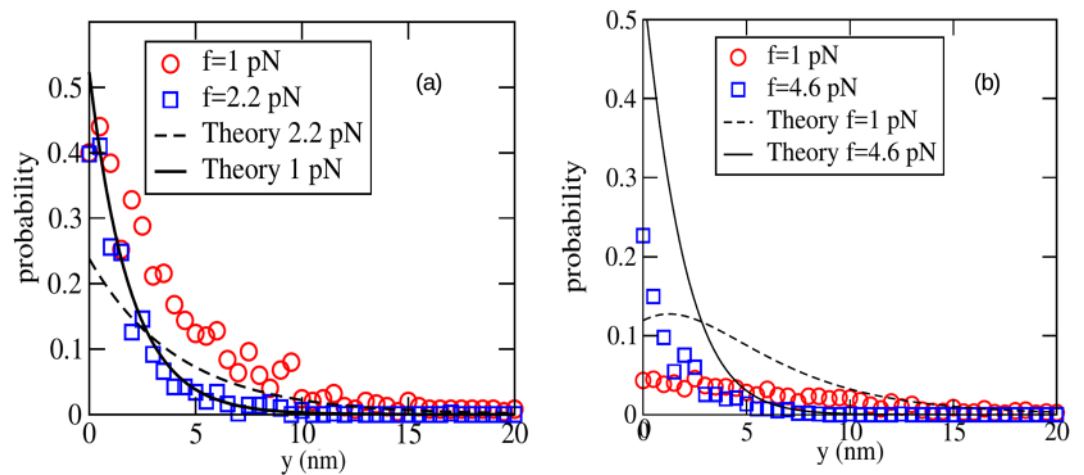 f=1 pN
f=2.2 pN
Theory 2.2 pN
Theory 1 pN
(a)
probability
0.5
0.4
0.3
0.2
0.1
0
0 5 10 15 20
y (nm)
f=1 pN
f=4.6 pN
Theory f=1 pN
Theory f=4.6 pN
(b)
probability
0.5
0.4
0.3
0.2
0.1
0
0 5 10 15 20
y (nm)